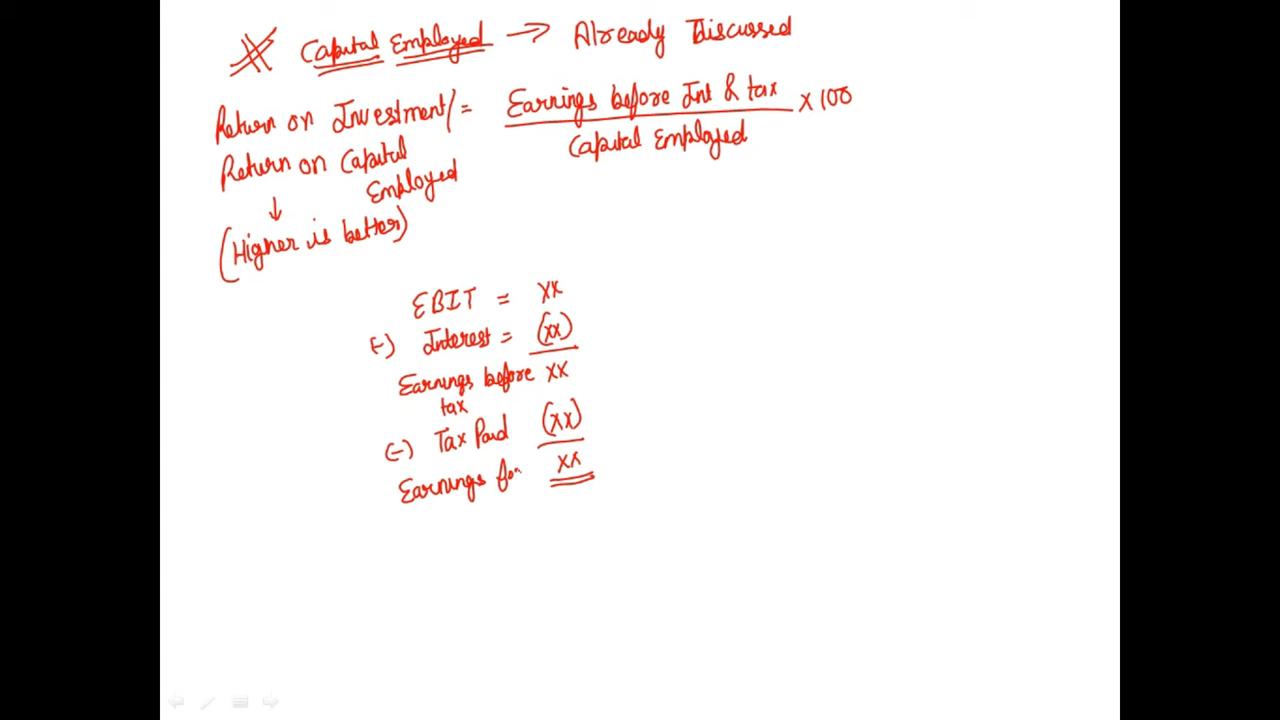 Capital Employed → Already Discussed
Return on Investment/ = Earnings before Int & tax × 100
Return on Capital Employed
Capital Employed
↓
(Higher is better)
EBIT = xx
(-) Interest = (xx)
Earnings before tax xx
(-) Tax Paid (xx)
Earnings for xx